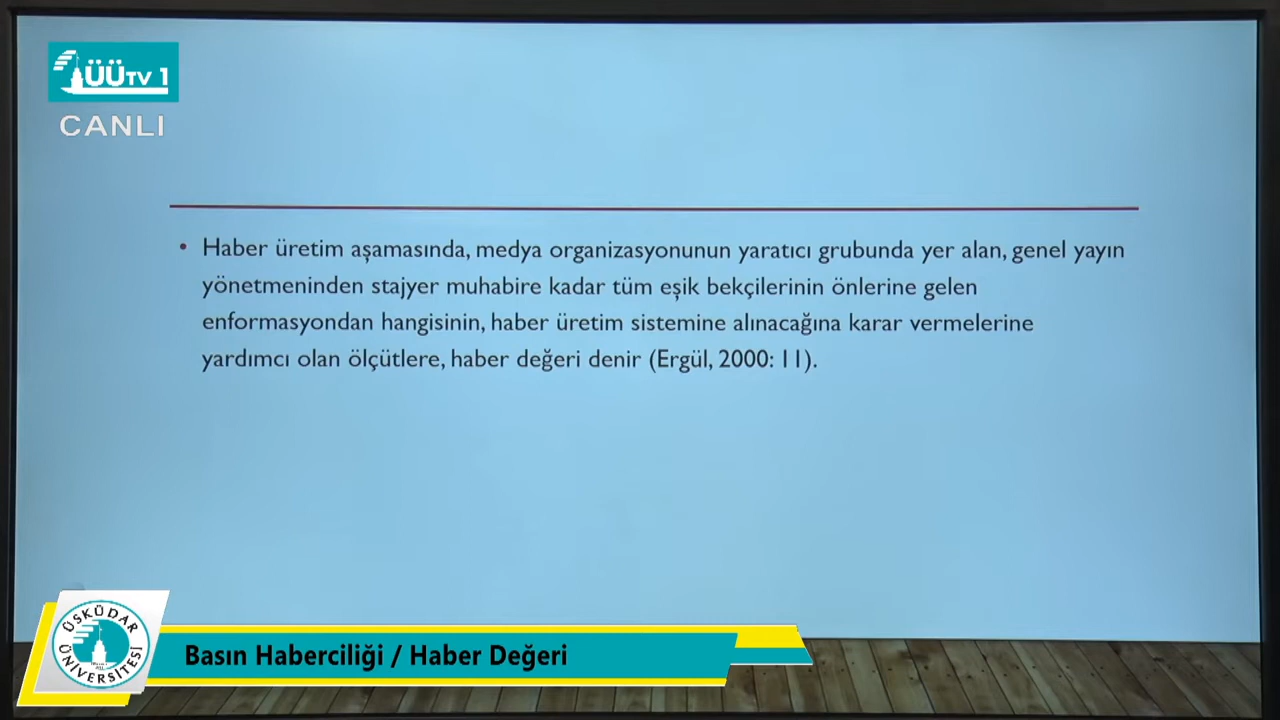 ÜÜTV 1
CANLI
• Haber üretim aşamasında, medya organizasyonunun yaratıcı grubunda yer alan, genel yayın
yönetmeninden stajyer muhabire kadar tüm eşik bekçilerinin önlerine gelen
enformasyondan hangisinin, haber üretim sistemine alınacağına karar vermelerine
yardımcı olan ölçütlere, haber değeri denir (Ergül, 2000: 11).
ÜSKÜDAR
ÜNİVERSİTESİ
Basın Haberciliği / Haber Değeri